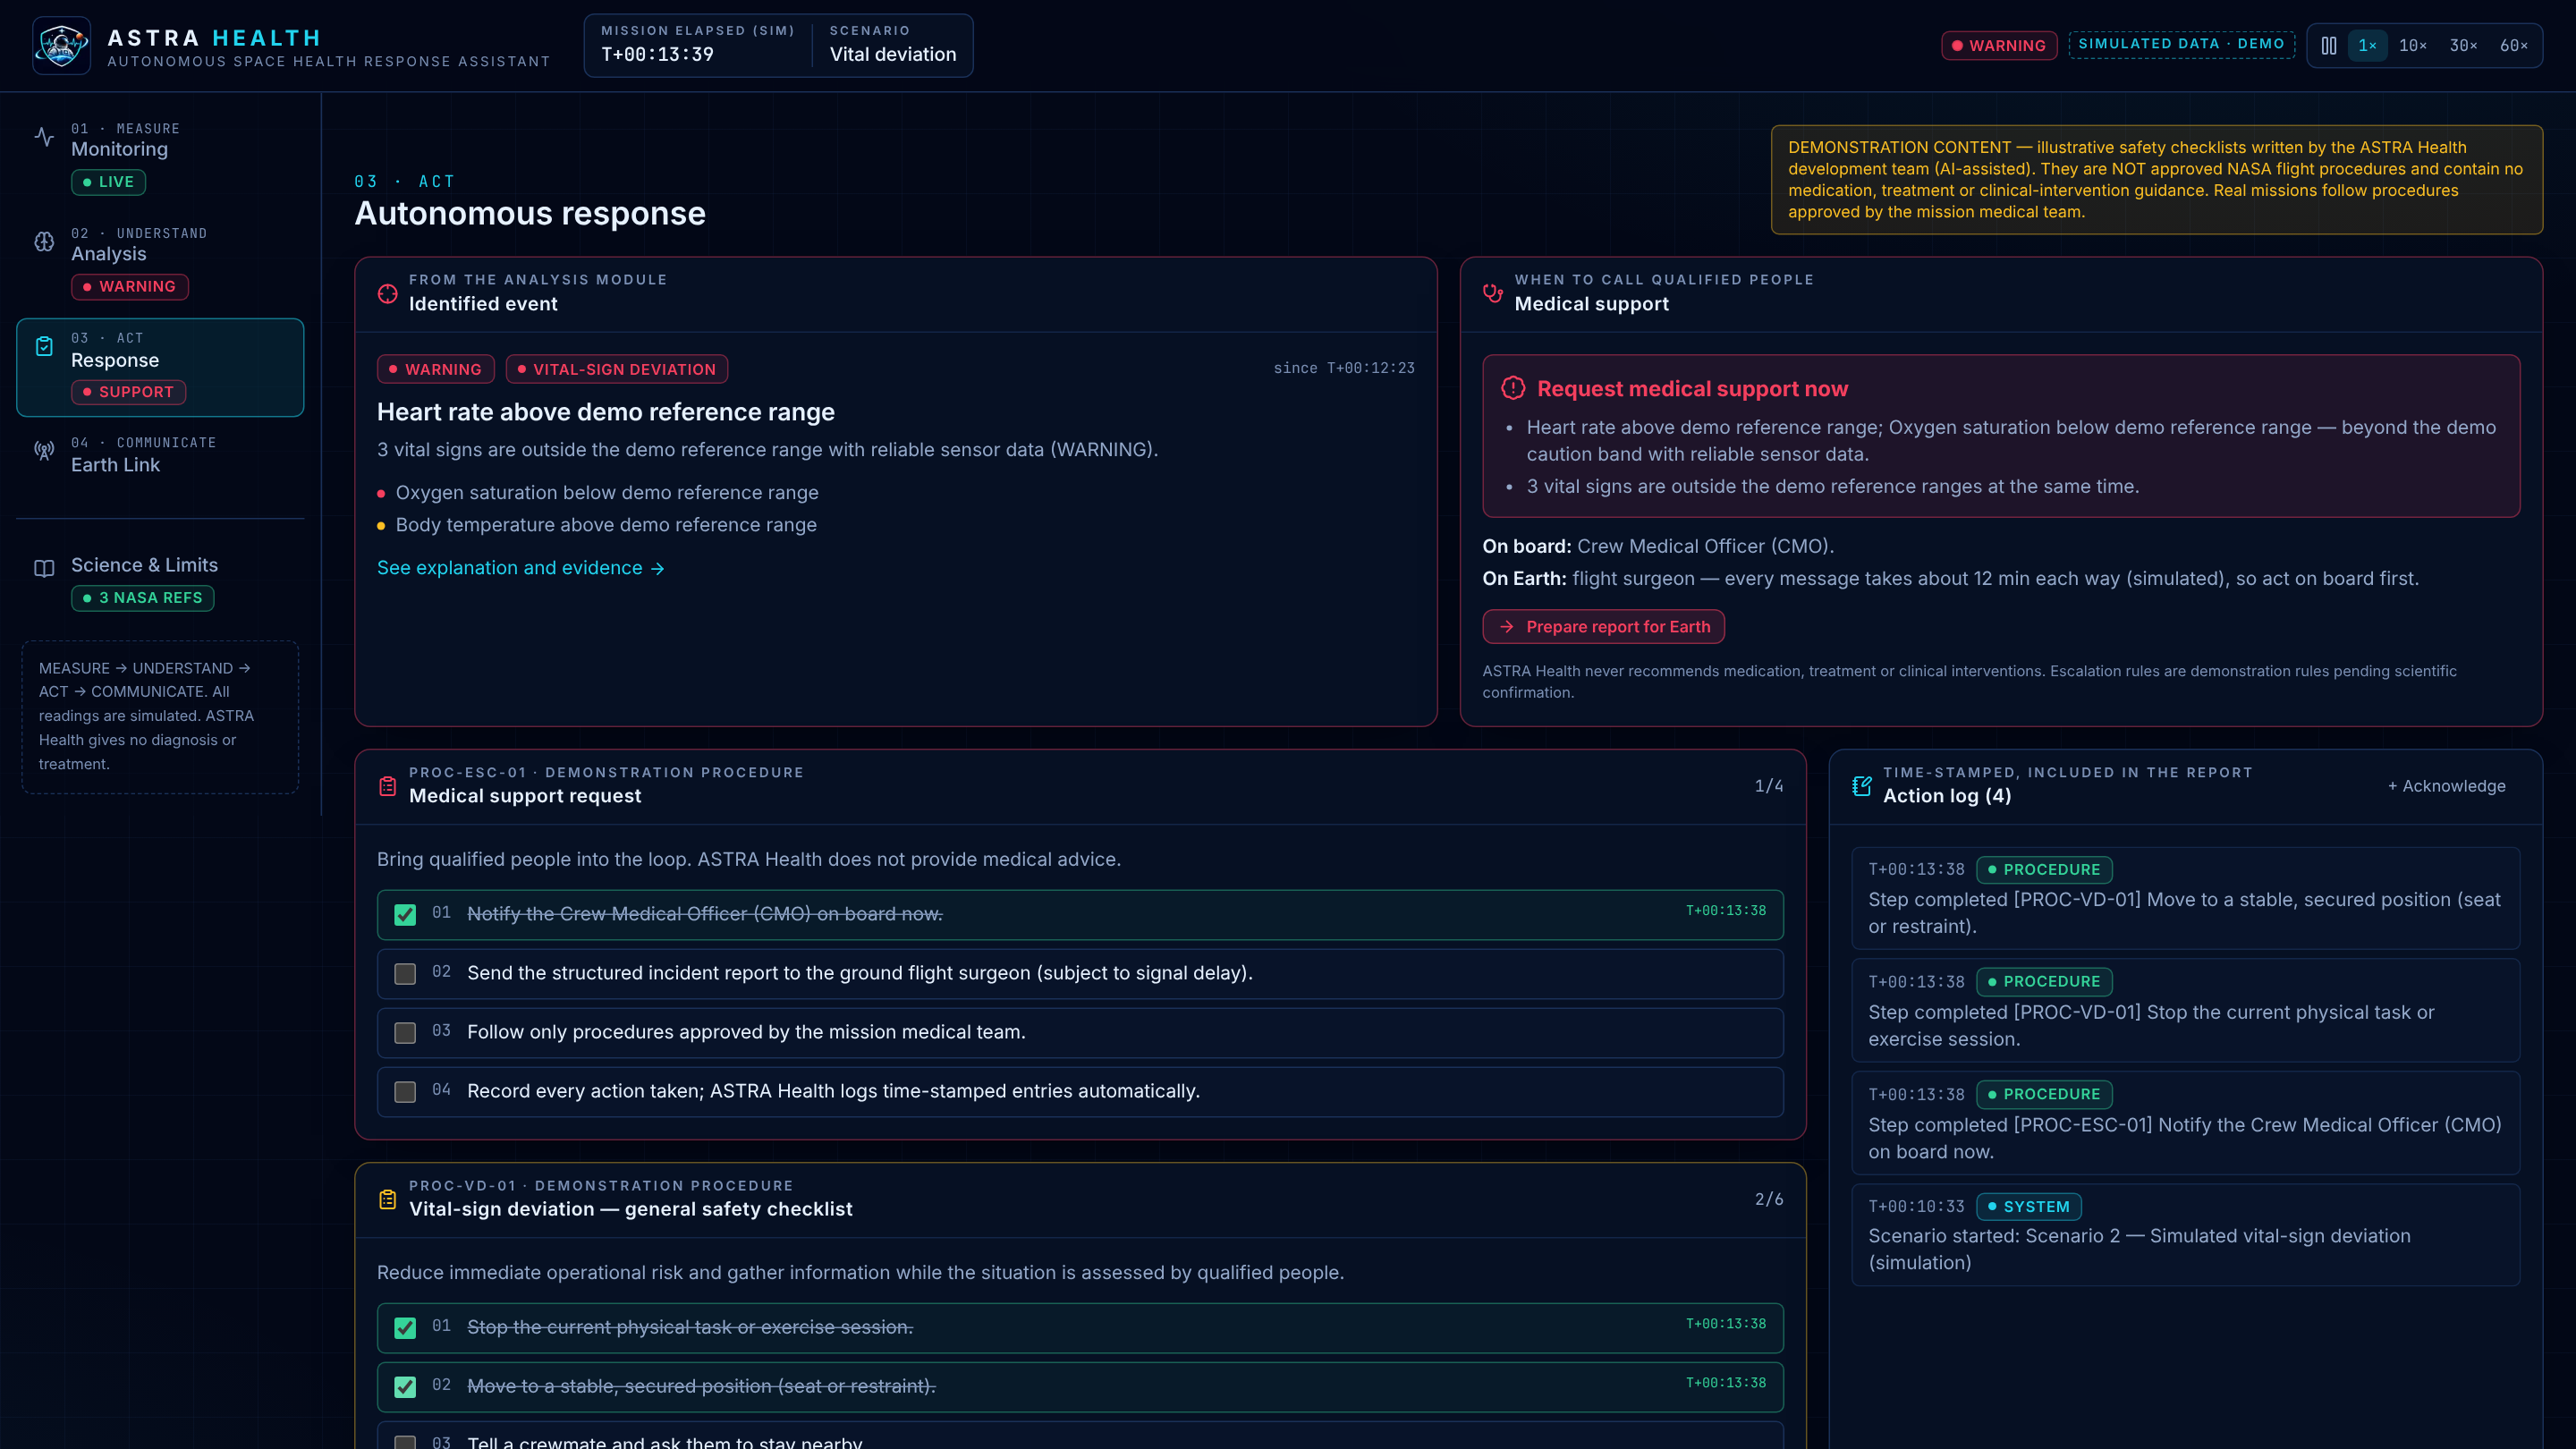 ASTRA HEALTH
AUTONOMOUS SPACE HEALTH RESPONSE ASSISTANT
MISSION ELAPSED (SIM)
T+00:13:39
SCENARIO
Vital deviation
WARNING
SIMULATED DATA · DEMO
1×
10×
30×
60×
01 · MEASURE
Monitoring
LIVE
02 · UNDERSTAND
Analysis
WARNING
03 · ACT
Response
SUPPORT
04 · COMMUNICATE
Earth Link
Science & Limits
3 NASA REFS
MEASURE → UNDERSTAND →
ACT → COMMUNICATE. All
readings are simulated. ASTRA
Health gives no diagnosis or
treatment.
03 · ACT
Autonomous response
DEMONSTRATION CONTENT — illustrative safety checklists written by the ASTRA Health
development team (AI-assisted). They are NOT approved NASA flight procedures and contain no
medication, treatment or clinical-intervention guidance. Real missions follow procedures
approved by the mission medical team.
FROM THE ANALYSIS MODULE
Identified event
WARNING
VITAL-SIGN DEVIATION
since T+00:12:23
Heart rate above demo reference range
3 vital signs are outside the demo reference range with reliable sensor data (WARNING).
Oxygen saturation below demo reference range
Body temperature above demo reference range
See explanation and evidence →
WHEN TO CALL QUALIFIED PEOPLE
Medical support
Request medical support now
• Heart rate above demo reference range; Oxygen saturation below demo reference range — beyond the demo
caution band with reliable sensor data.
• 3 vital signs are outside the demo reference ranges at the same time.
On board: Crew Medical Officer (CMO).
On Earth: flight surgeon — every message takes about 12 min each way (simulated), so act on board first.
→ Prepare report for Earth
ASTRA Health never recommends medication, treatment or clinical interventions. Escalation rules are demonstration rules pending scientific
confirmation.
PROC-ESC-01 · DEMONSTRATION PROCEDURE
Medical support request
1/4
Bring qualified people into the loop. ASTRA Health does not provide medical advice.
01 Notify the Crew Medical Officer (CMO) on board now. T+00:13:38
02 Send the structured incident report to the ground flight surgeon (subject to signal delay).
03 Follow only procedures approved by the mission medical team.
04 Record every action taken; ASTRA Health logs time-stamped entries automatically.
PROC-VD-01 · DEMONSTRATION PROCEDURE
Vital-sign deviation — general safety checklist
2/6
Reduce immediate operational risk and gather information while the situation is assessed by qualified people.
01 Stop the current physical task or exercise session. T+00:13:38
02 Move to a stable, secured position (seat or restraint). T+00:13:38
03 Tell a crewmate and ask them to stay nearby
TIME-STAMPED, INCLUDED IN THE REPORT
Action log (4)
+ Acknowledge
T+00:13:38 PROCEDURE
Step completed [PROC-VD-01] Move to a stable, secured position (seat
or restraint).
T+00:13:38 PROCEDURE
Step completed [PROC-VD-01] Stop the current physical task or
exercise session.
T+00:13:38 PROCEDURE
Step completed [PROC-ESC-01] Notify the Crew Medical Officer (CMO)
on board now.
T+00:10:33 SYSTEM
Scenario started: Scenario 2 — Simulated vital-sign deviation
(simulation)